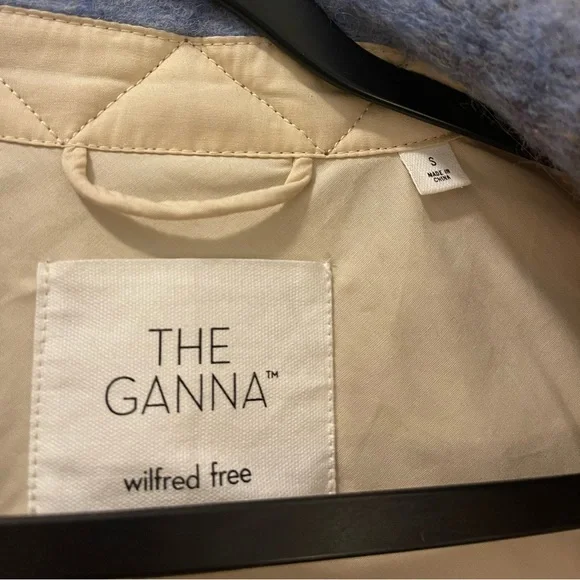 S
MADE IN
CHINA
THE
GANNA™
wilfred free